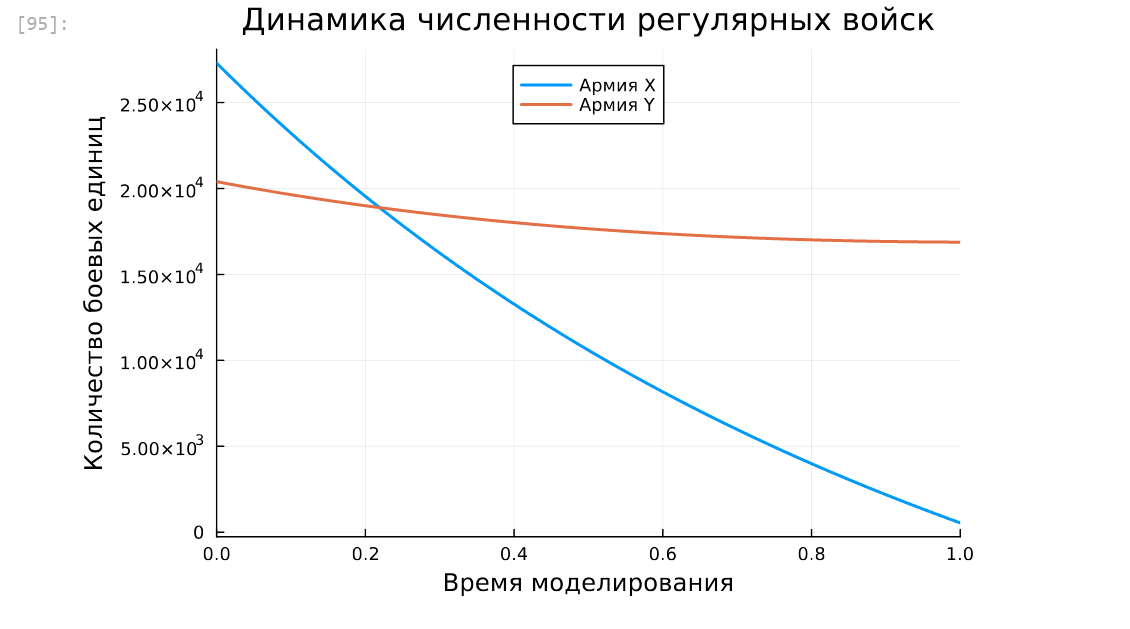 [95]:
Динамика численности регулярных войск
Армия X
Армия Y
Количество боевых единиц
2.50×10⁴
2.00×10⁴
1.50×10⁴
1.00×10⁴
5.00×10³
0
0.0 0.2 0.4 0.6 0.8 1.0
Время моделирования